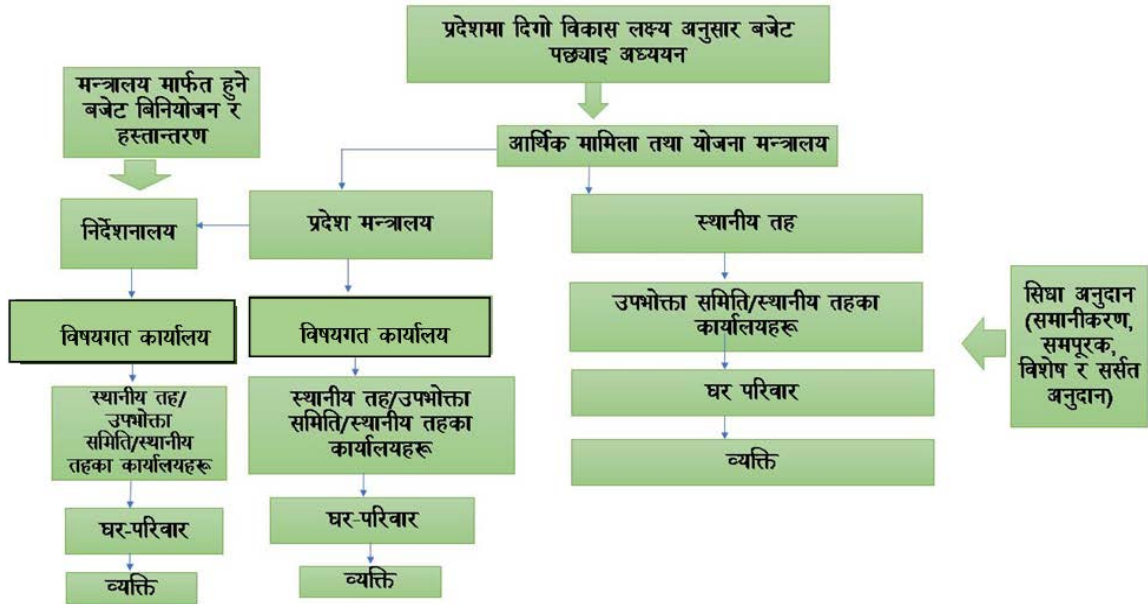 प्रदेशमा दिगो विकास लक्ष्य अनुसार बजेट
पछ्याइ अध्ययन
मन्त्रालय मार्फत हुने
बजेट बिनियोजन र
हस्तान्तरण
आर्थिक मामिला तथा योजना मन्त्रालय
निर्देशनालय
प्रदेश मन्त्रालय
स्थानीय तह
विषयगत कार्यालय
विषयगत कार्यालय
उपभोक्ता समिति/स्थानीय तहका
कार्यालयहरू
सिधा अनुदान
(समानीकरण,
समपूरक,
विशेष र सर्सत
अनुदान)
स्थानीय तह/
उपभोक्ता
समिति/स्थानीय
तहका कार्यालयहरू
स्थानीय तह/उपभोक्ता
समिति/स्थानीय तहका
कार्यालयहरू
घर परिवार
व्यक्ति
घर-परिवार
घर-परिवार
व्यक्ति
व्यक्ति